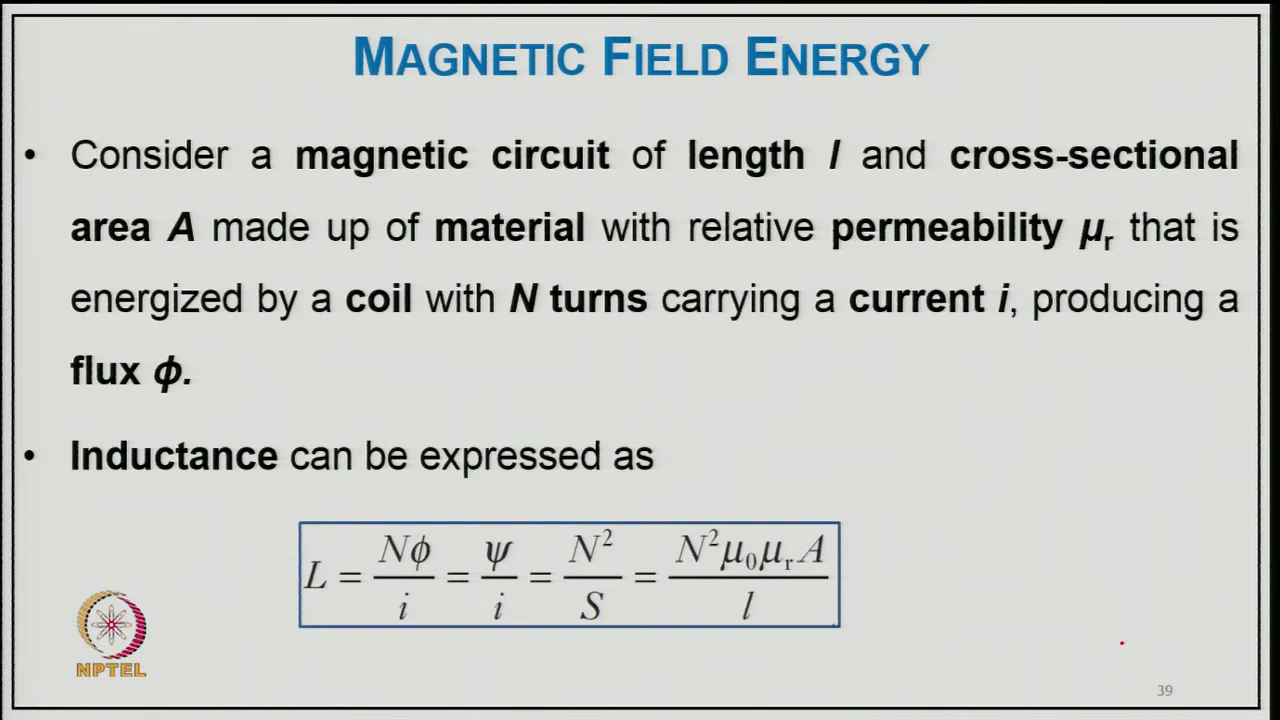 MAGNETIC FIELD ENERGY
• Consider a magnetic circuit of length l and cross-sectional
area A made up of material with relative permeability μr that is
energized by a coil with N turns carrying a current i, producing a
flux ϕ.
• Inductance can be expressed as
L = Nϕ/i = ψ/i = N²/S = N²μ₀μrA/l
NPTEL
39